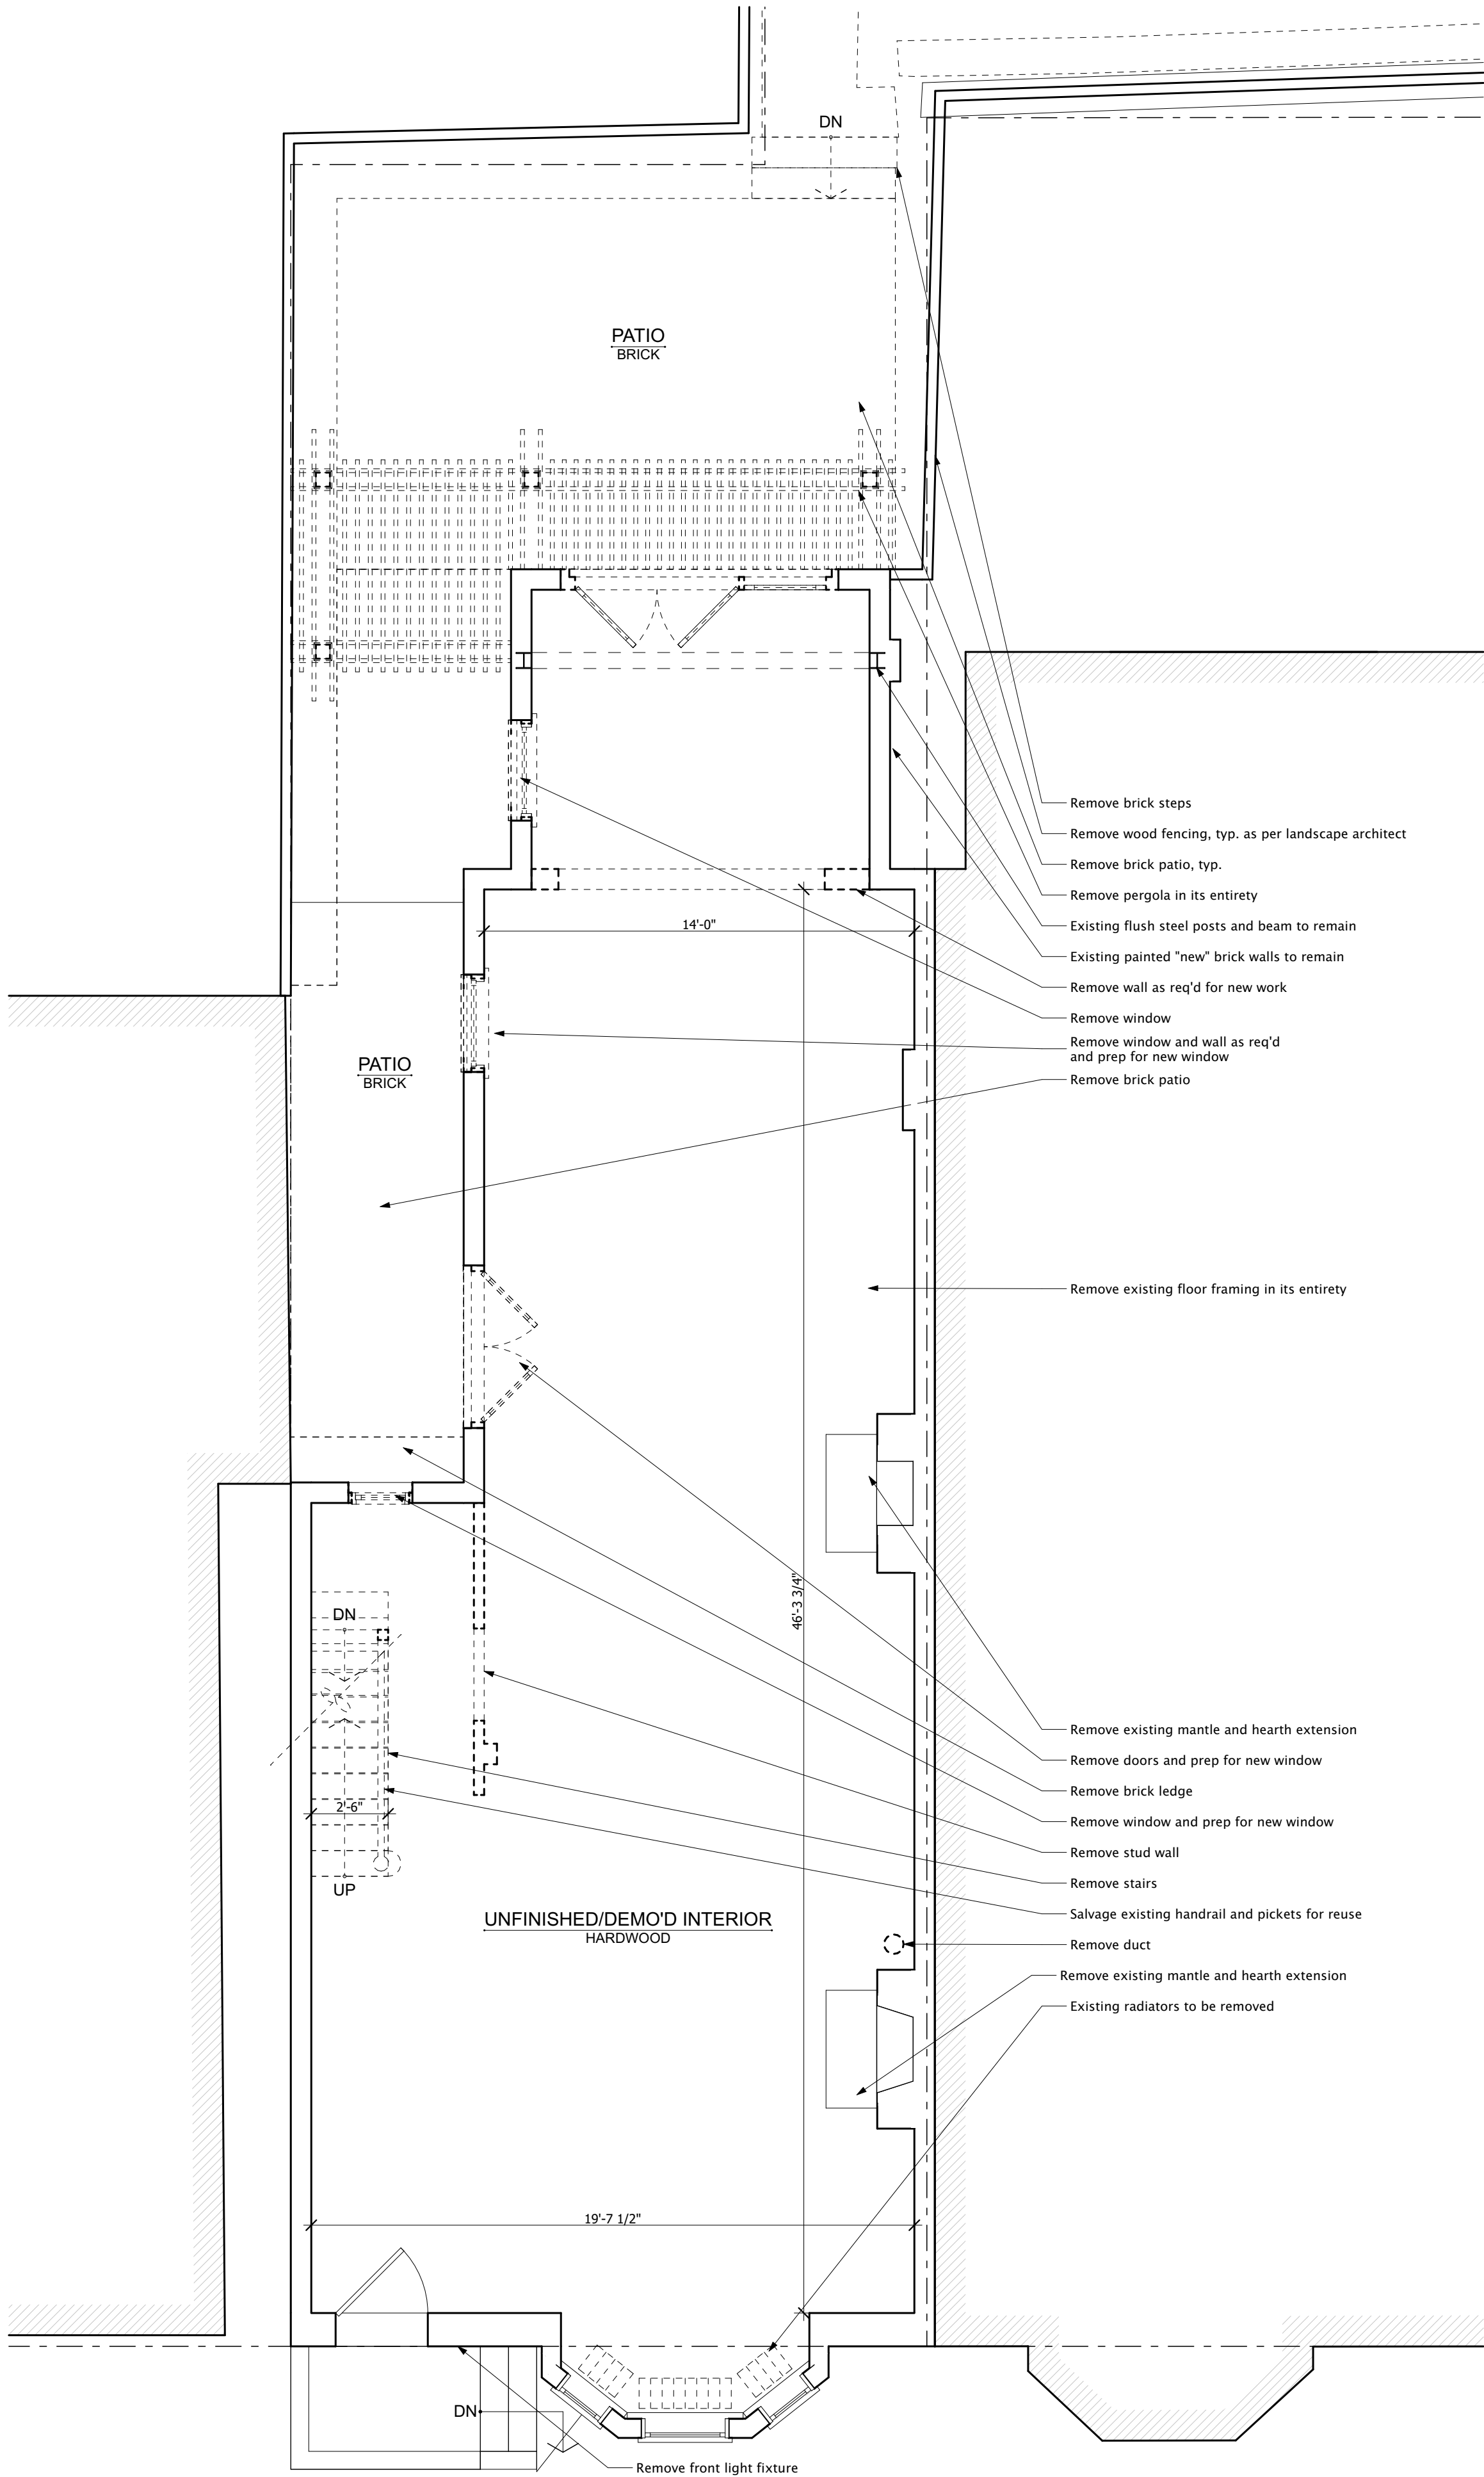 DN
PATIO
BRICK
Remove brick steps
Remove wood fencing, typ. as per landscape architect
Remove brick patio, typ.
Remove pergola in its entirety
Existing flush steel posts and beam to remain
14'-0"
Existing painted "new" brick walls to remain
Remove wall as req'd for new work
Remove window
Remove window and wall as req'd
and prep for new window
PATIO
BRICK
Remove brick patio
Remove existing floor framing in its entirety
46'-3 3/4"
DN
Remove existing mantle and hearth extension
Remove doors and prep for new window
Remove brick ledge
2'-6"
Remove window and prep for new window
Remove stud wall
Remove stairs
UP
Salvage existing handrail and pickets for reuse
UNFINISHED/DEMO'D INTERIOR
HARDWOOD
Remove duct
Remove existing mantle and hearth extension
Existing radiators to be removed
19'-7 1/2"
DN
Remove front light fixture